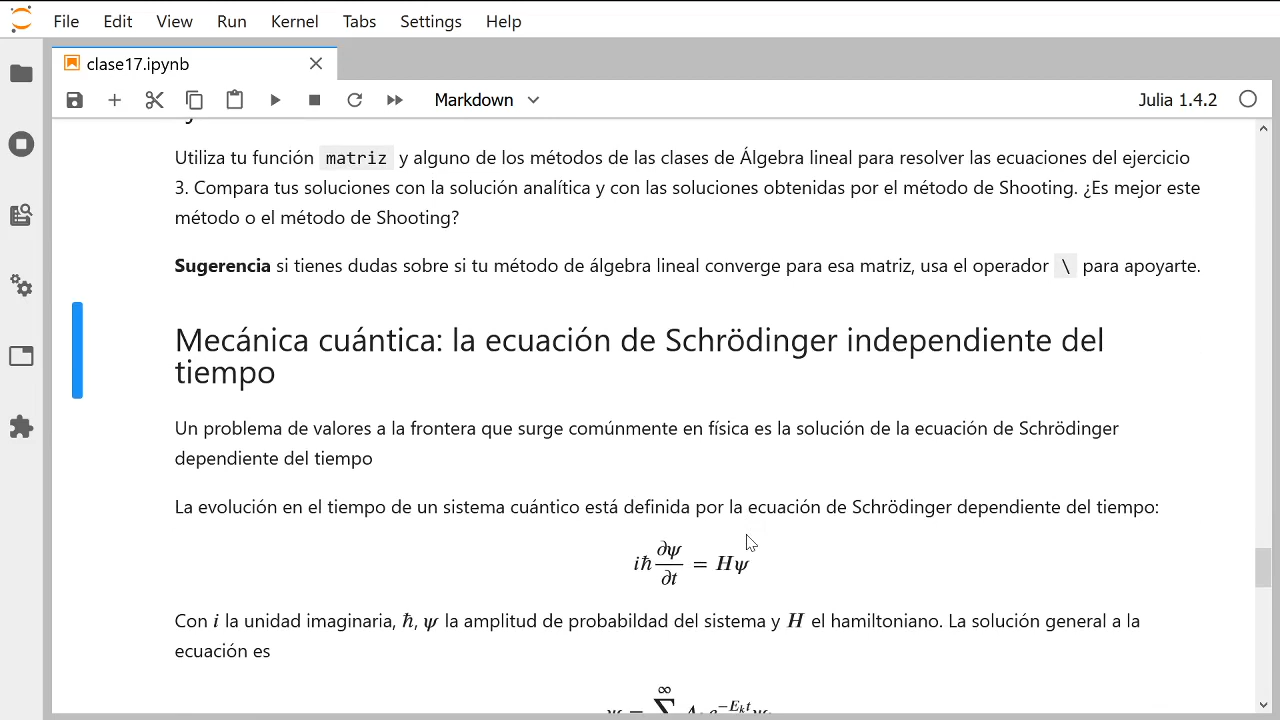 File Edit View Run Kernel Tabs Settings Help
clase17.ipynb
Markdown
Julia 1.4.2
Utiliza tu función matriz y alguno de los métodos de las clases de Álgebra lineal para resolver las ecuaciones del ejercicio
3. Compara tus soluciones con la solución analítica y con las soluciones obtenidas por el método de Shooting. ¿Es mejor este
método o el método de Shooting?
Sugerencia si tienes dudas sobre si tu método de álgebra lineal converge para esa matriz, usa el operador \ para apoyarte.
Mecánica cuántica: la ecuación de Schrödinger independiente del
tiempo
Un problema de valores a la frontera que surge comúnmente en física es la solución de la ecuación de Schrödinger
dependiente del tiempo
La evolución en el tiempo de un sistema cuántico está definida por la ecuación de Schrödinger dependiente del tiempo:
iℏ ∂ψ/∂t = Hψ
Con i la unidad imaginaria, ℏ, ψ la amplitud de probabildad del sistema y H el hamiltoniano. La solución general a la
ecuación es